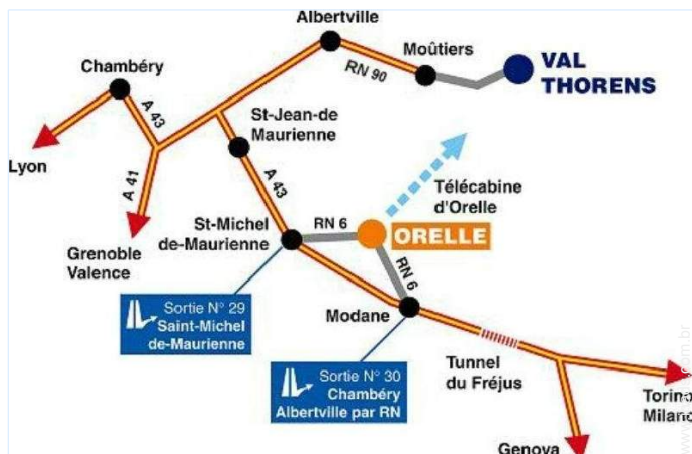 Albertville
Moûtiers
RN 90
VAL
THORENS
Chambéry
A 43
St-Jean-de
Maurienne
Lyon
A 41
A 43
Télécabine
d'Orelle
Grenoble
Valence
St-Michel
de-Maurienne
RN 6
ORELLE
RN 6
Sortie N° 29
Saint-Michel
de-Maurienne
Modane
Sortie N° 30
Chambéry
Albertville par RN
Tunnel
du Fréjus
Torino
Milano
Genova